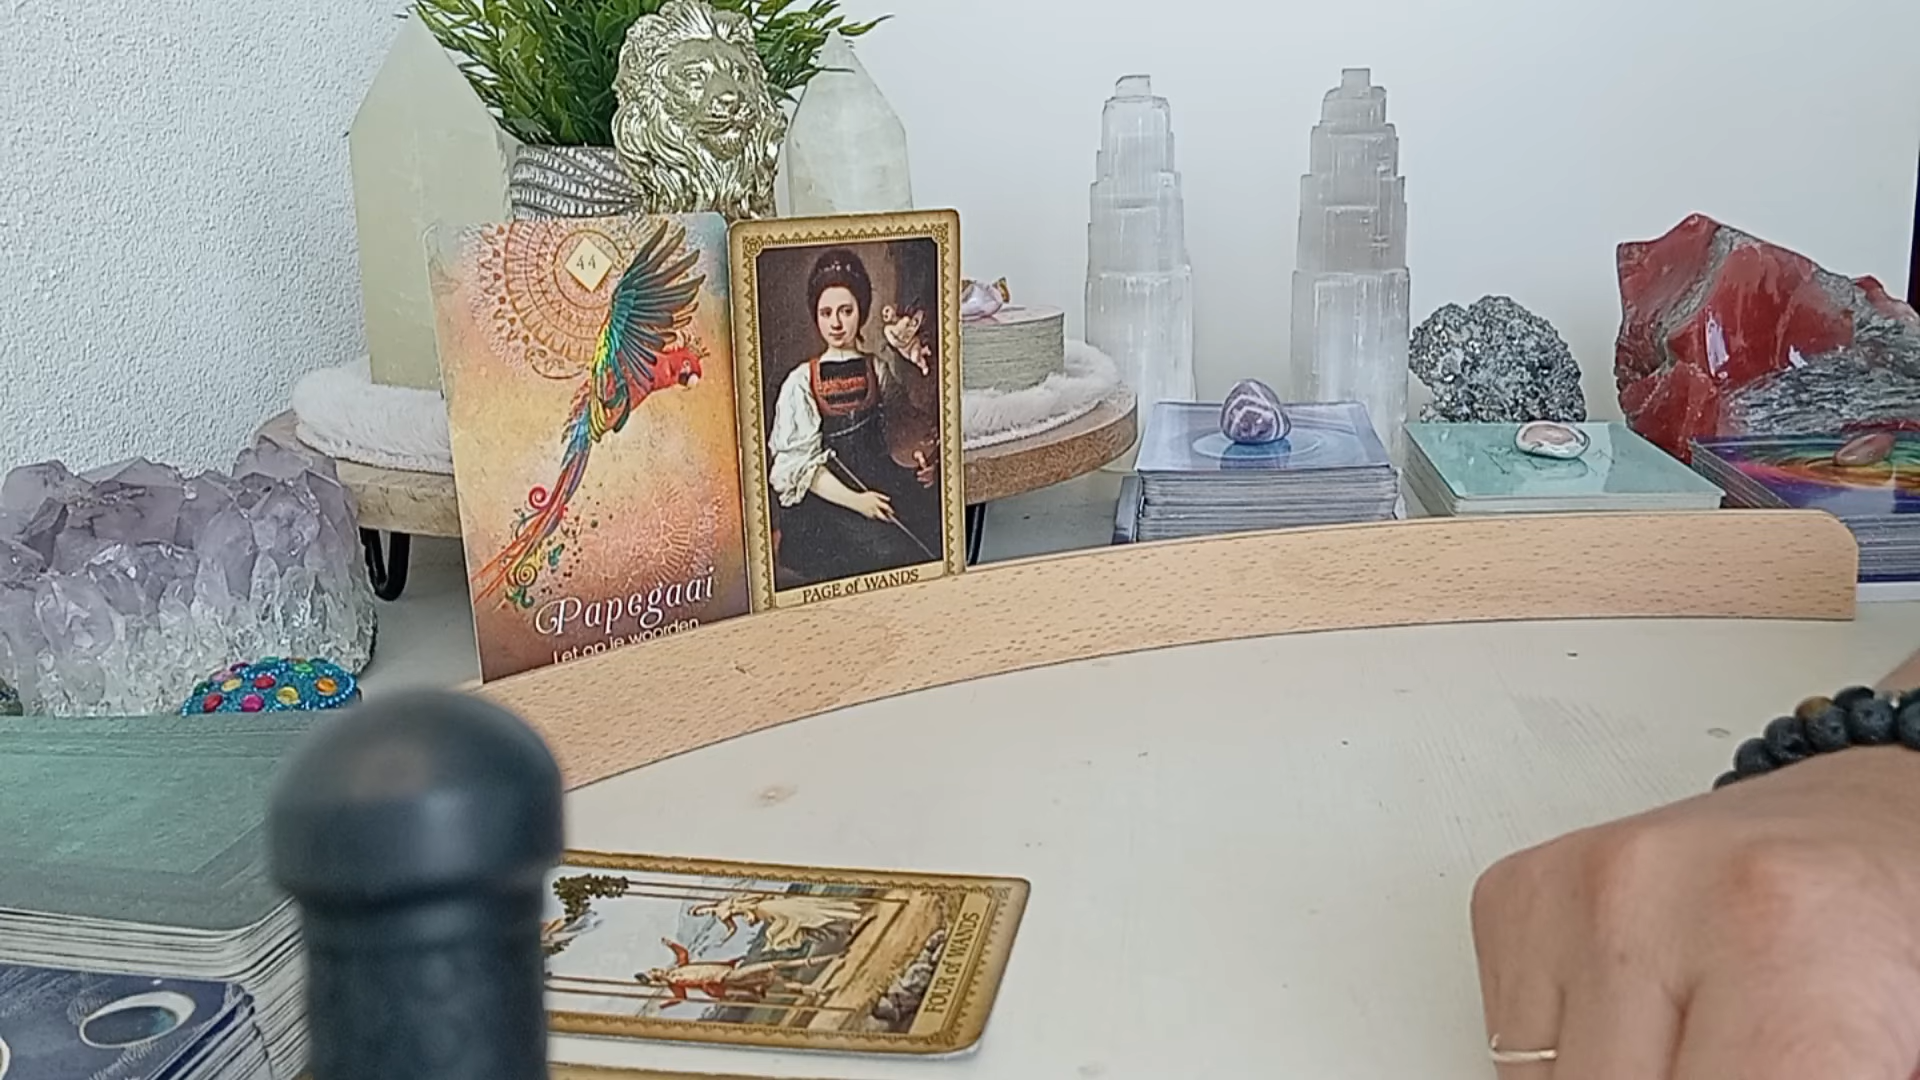 44
Papegaai
Let op je woorden
PAGE of WANDS
FOUR of WANDS